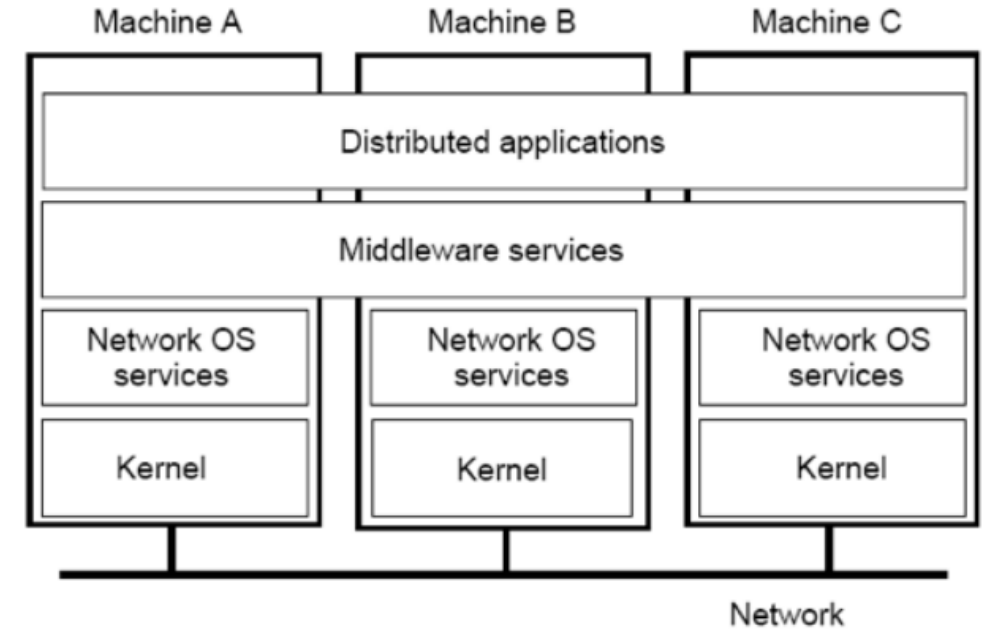 Machine A
Machine B
Machine C
Distributed applications
Middleware services
Network OS
services
Network OS
services
Network OS
services
Kernel
Kernel
Kernel
Network